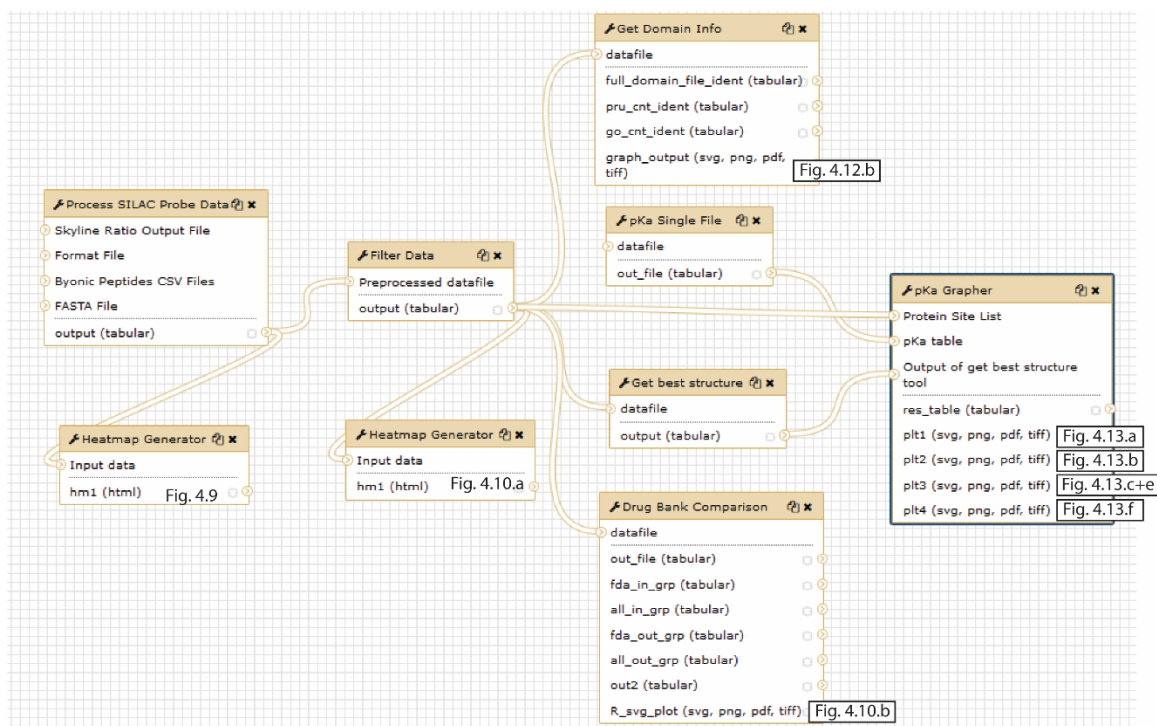 Get Domain Info
datafile
full_domain_file_ident (tabular)
pru_cnt_ident (tabular)
go_cnt_ident (tabular)
graph_output (svg, png, pdf,
tiff)
Fig. 4.12.b
Process SILAC Probe Data
Skyline Ratio Output File
Format File
Byonic Peptides CSV Files
FASTA File
output (tabular)
Filter Data
Preprocessed datafile
output (tabular)
pKa Single File
datafile
out_file (tabular)
pKa Grapher
Protein Site List
pKa table
Output of get best structure
tool
res_table (tabular)
plt1 (svg, png, pdf, tiff) Fig. 4.13.a
plt2 (svg, png, pdf, tiff) Fig. 4.13.b
plt3 (svg, png, pdf, tiff) Fig. 4.13.c+e
plt4 (svg, png, pdf, tiff) Fig. 4.13.f
Get best structure
datafile
output (tabular)
Heatmap Generator
Input data
hm1 (html) Fig. 4.9
Heatmap Generator
Input data
hm1 (html) Fig. 4.10.a
Drug Bank Comparison
datafile
out_file (tabular)
fda_in_grp (tabular)
all_in_grp (tabular)
fda_out_grp (tabular)
all_out_grp (tabular)
out2 (tabular)
R_svg_plot (svg, png, pdf, tiff) Fig. 4.10.b